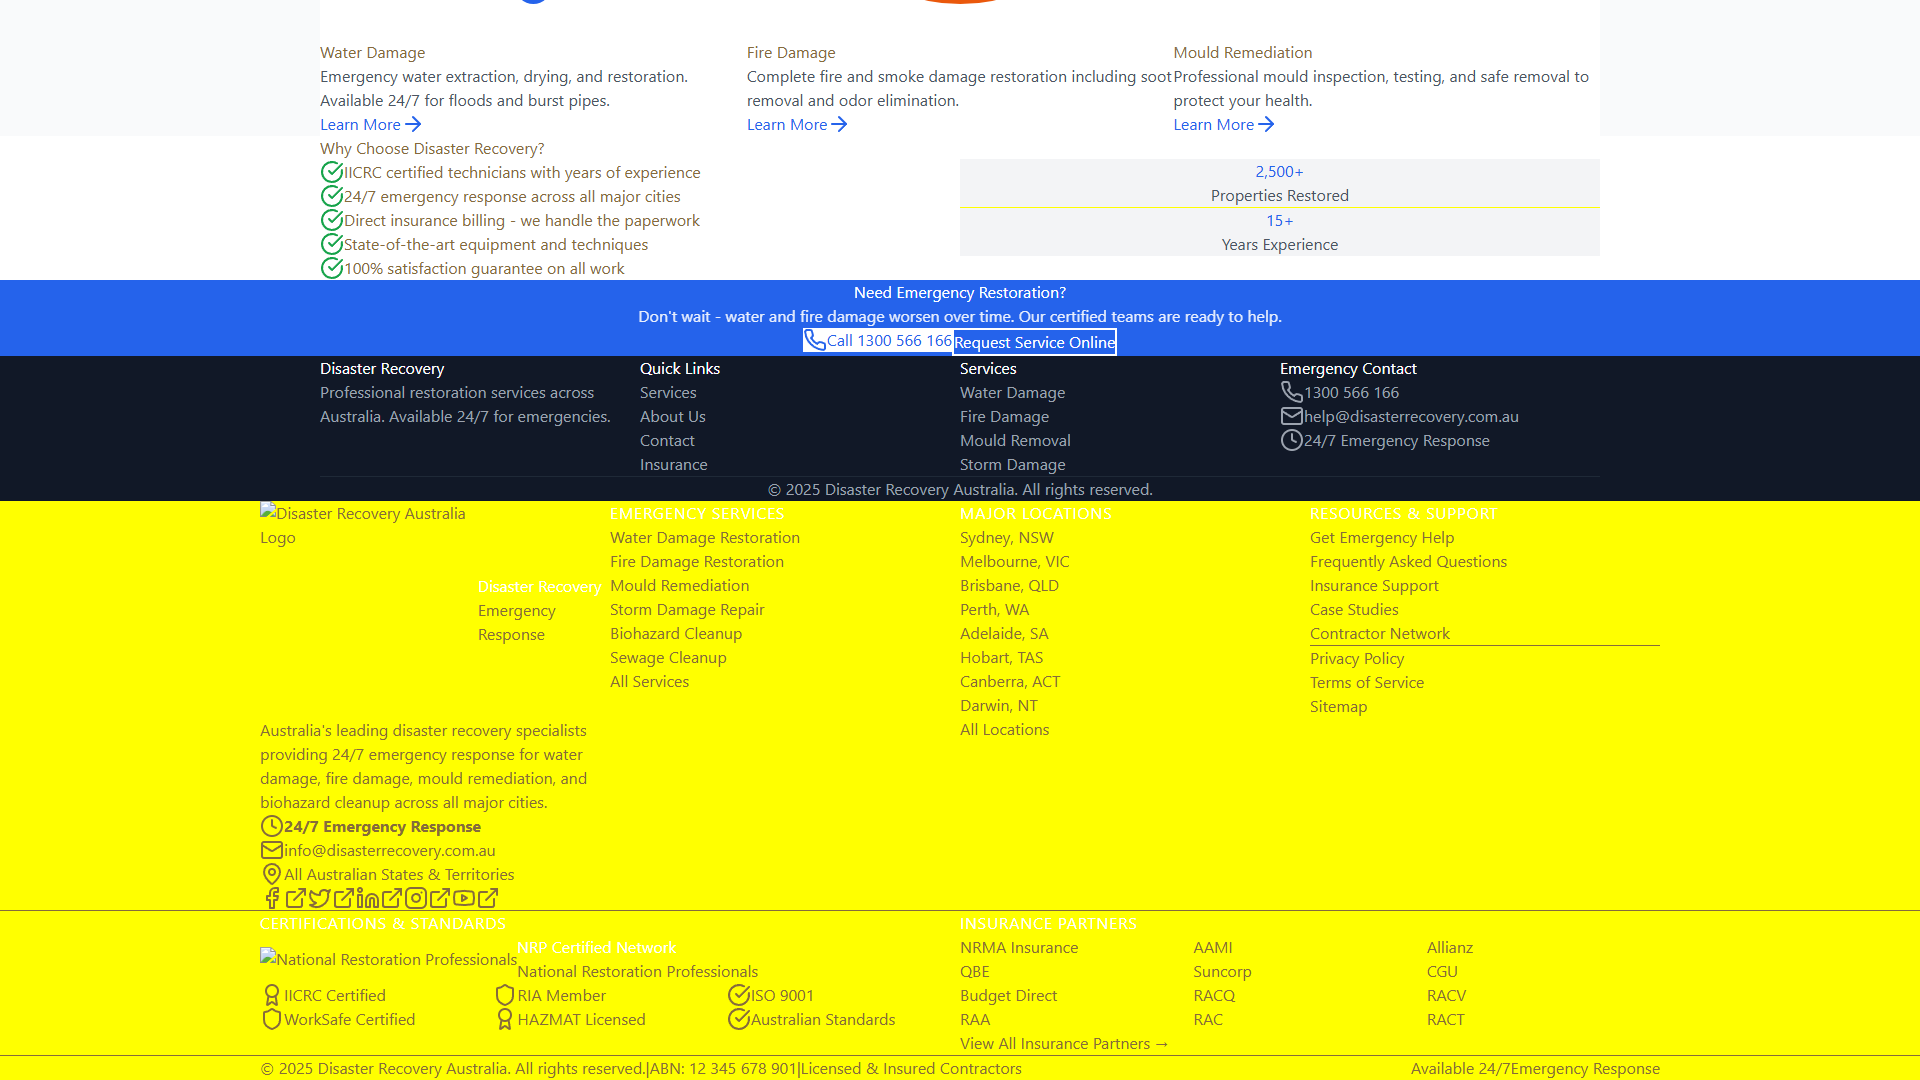 Water Damage
Emergency water extraction, drying, and restoration.
Available 24/7 for floods and burst pipes.
Learn More
Fire Damage
Complete fire and smoke damage restoration including soot
removal and odor elimination.
Learn More
Mould Remediation
Professional mould inspection, testing, and safe removal to
protect your health.
Learn More
Why Choose Disaster Recovery?
IICRC certified technicians with years of experience
24/7 emergency response across all major cities
Direct insurance billing - we handle the paperwork
State-of-the-art equipment and techniques
100% satisfaction guarantee on all work
2,500+
Properties Restored
15+
Years Experience
Need Emergency Restoration?
Don't wait - water and fire damage worsen over time. Our certified teams are ready to help.
Call 1300 566 166
Request Service Online
Disaster Recovery
Professional restoration services across
Australia. Available 24/7 for emergencies.
Quick Links
Services
About Us
Contact
Insurance
Services
Water Damage
Fire Damage
Mould Removal
Storm Damage
Emergency Contact
1300 566 166
help@disasterrecovery.com.au
24/7 Emergency Response
© 2025 Disaster Recovery Australia. All rights reserved.
Disaster Recovery Australia
Logo
Disaster Recovery
Emergency
Response
Australia's leading disaster recovery specialists
providing 24/7 emergency response for water
damage, fire damage, mould remediation, and
biohazard cleanup across all major cities.
24/7 Emergency Response
info@disasterrecovery.com.au
All Australian States & Territories
EMERGENCY SERVICES
Water Damage Restoration
Fire Damage Restoration
Mould Remediation
Storm Damage Repair
Biohazard Cleanup
Sewage Cleanup
All Services
MAJOR LOCATIONS
Sydney, NSW
Melbourne, VIC
Brisbane, QLD
Perth, WA
Adelaide, SA
Hobart, TAS
Canberra, ACT
Darwin, NT
All Locations
RESOURCES & SUPPORT
Get Emergency Help
Frequently Asked Questions
Insurance Support
Case Studies
Contractor Network
Privacy Policy
Terms of Service
Sitemap
CERTIFICATIONS & STANDARDS
National Restoration Professionals
NRP Certified Network
National Restoration Professionals
IICRC Certified
RIA Member
ISO 9001
WorkSafe Certified
HAZMAT Licensed
Australian Standards
INSURANCE PARTNERS
NRMA Insurance
AAMI
Allianz
QBE
Suncorp
CGU
Budget Direct
RACQ
RACV
RAA
RAC
RACT
View All Insurance Partners →
© 2025 Disaster Recovery Australia. All rights reserved.|ABN: 12 345 678 901|Licensed & Insured Contractors
Available 24/7Emergency Response